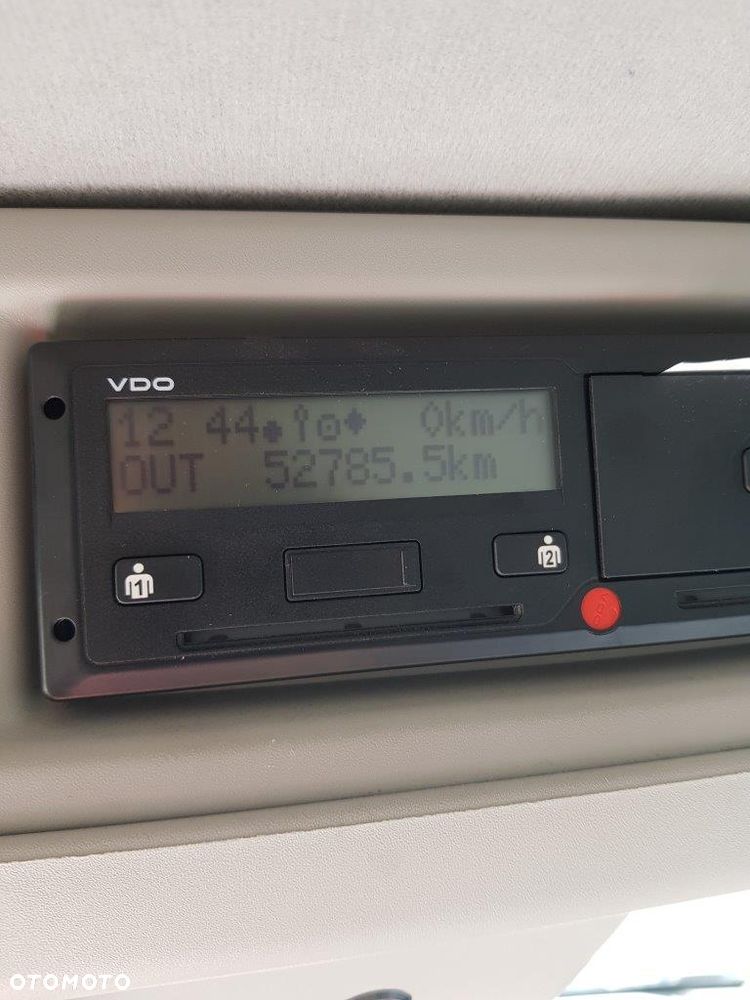 VDO
12 44 0km/h
OUT 52785.5km
1
2
OTOMOTO